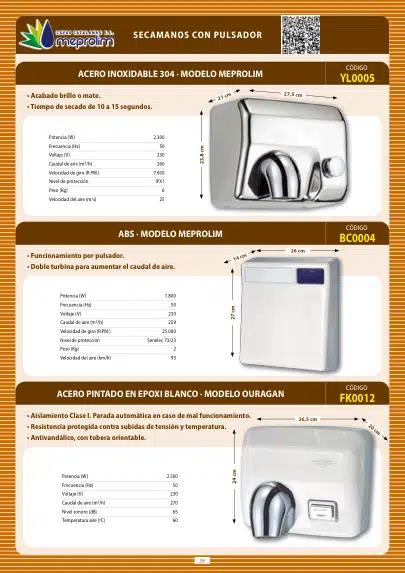 CAYAS CATALANAS S.L.
meprolim
SECAMANOS CON PULSADOR
ACERO INOXIDABLE 304 · MODELO MEPROLIM
CÓDIGO
YL0005
• Acabado brillo o mate.
• Tiempo de secado de 10 a 15 segundos.
21 cm
27,5 cm
23,8 cm
Potencia (W) 2.300
Frecuencia (Hz) 50
Voltaje (V) 230
Caudal de aire (m³/h) 260
Velocidad de giro (R.P.M.) 7.600
Nivel de protección IPX1
Peso (Kg) 6
Velocidad del aire (m/s) 25
ABS · MODELO MEPROLIM
CÓDIGO
BC0004
• Funcionamiento por pulsador.
• Doble turbina para aumentar el caudal de aire.
14 cm
26 cm
27 cm
Potencia (W) 1.800
Frecuencia (Hz) 50
Voltaje (V) 230
Caudal de aire (m³/h) 259
Velocidad de giro (R.P.M.) 25.000
Nivel de protección Senelec 73/23
Peso (Kg) 2
Velocidad del aire (km/h) 93
ACERO PINTADO EN EPOXI BLANCO · MODELO OURAGAN
CÓDIGO
FK0012
• Aislamiento Clase I. Parada automática en caso de mal funcionamiento.
• Resistencia protegida contra subidas de tensión y temperatura.
• Antivandálico, con tobera orientable.
26,5 cm
20 cm
24 cm
Potencia (W) 2.500
Frecuencia (Hz) 50
Voltaje (V) 230
Caudal de aire (m³/h) 270
Nivel sonoro (dB) 65
Temperatura aire (ºC) 60